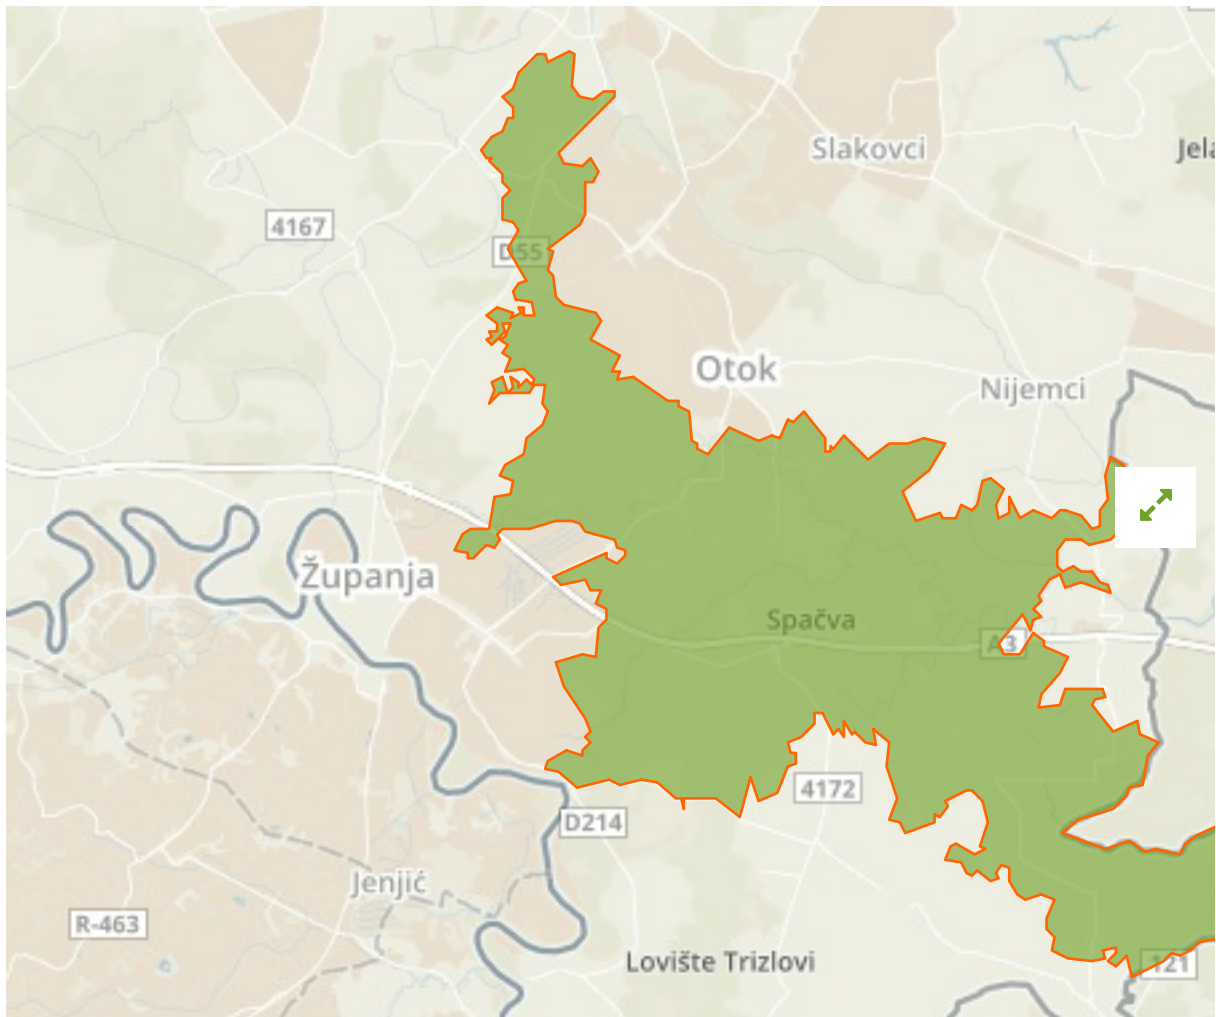 Slakovci
Jela
4167
D55
Otok
Nijemci
Županja
Spačva
A3
4172
D214
Jenjić
R-463
Lovište Trizlovi
121